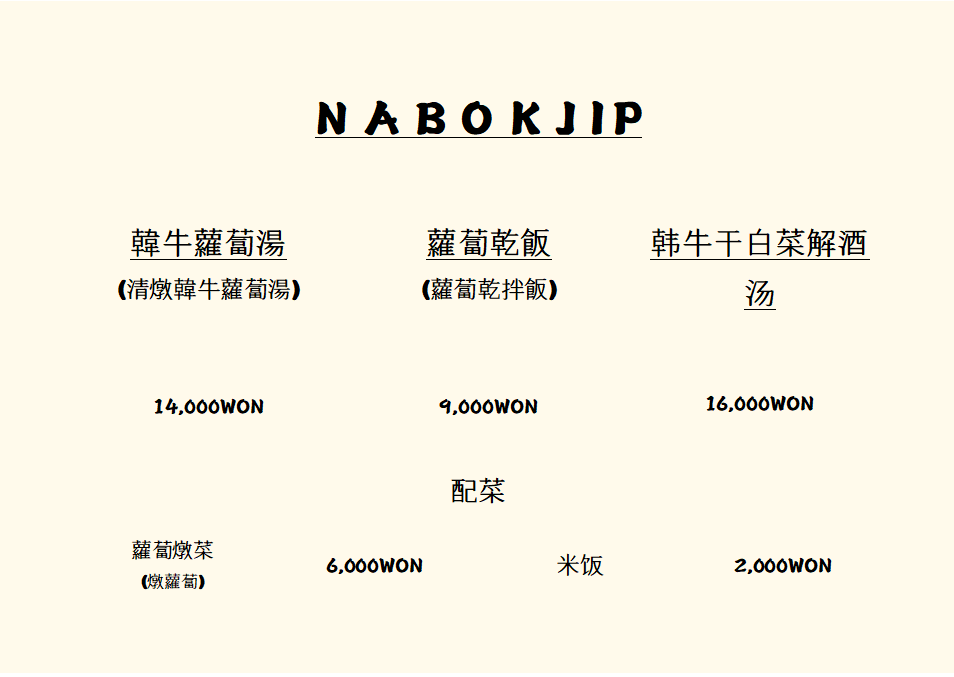 NABOKJIP
韓牛蘿蔔湯
蘿蔔乾飯
韩牛干白菜解酒
汤
(清燉韓牛蘿蔔湯)
(蘿蔔乾拌飯)
14,000WON
9,000WON
16,000WON
配菜
蘿蔔燉菜
(燉蘿蔔)
6,000WON
米饭
2,000WON